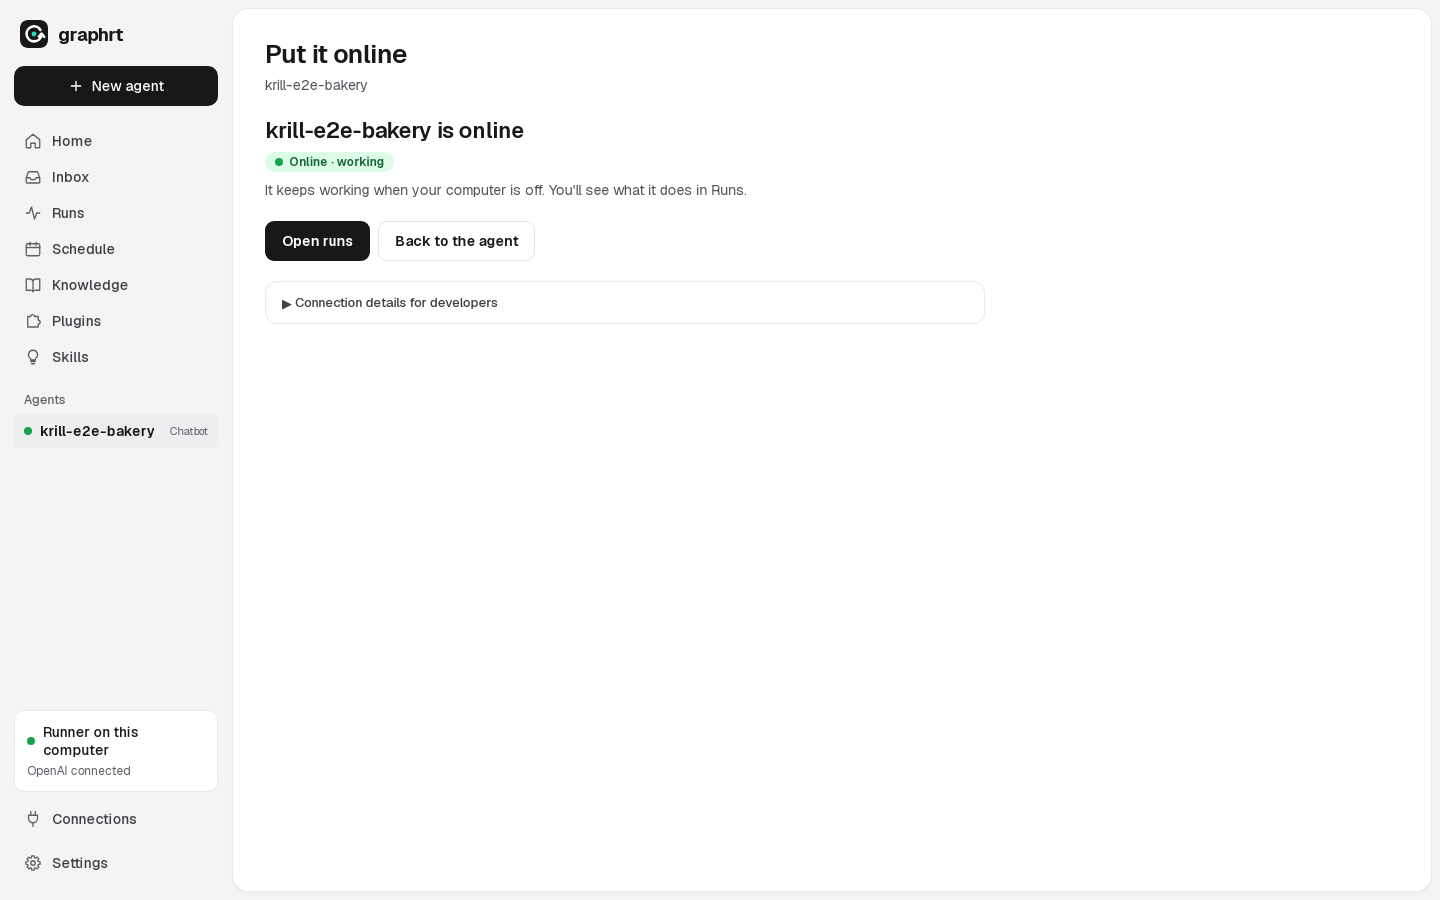 graphrt
New agent
Home
Inbox
Runs
Schedule
Knowledge
Plugins
Skills
Agents
krill-e2e-bakery Chatbot
Runner on this
computer
OpenAI connected
Connections
Settings
Put it online
krill-e2e-bakery
krill-e2e-bakery is online
Online · working
It keeps working when your computer is off. You'll see what it does in Runs.
Open runs Back to the agent
Connection details for developers